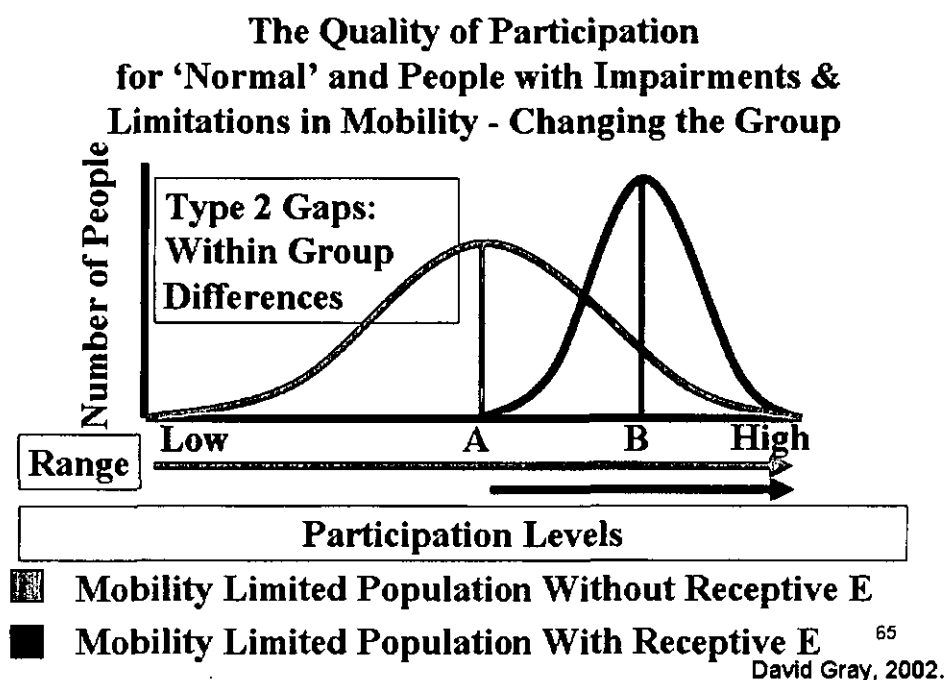 The Quality of Participation
for ‘Normal’ and People with Impairments &
Limitations in Mobility - Changing the Group
Number of People
Type 2 Gaps:
Within Group
Differences
Low A B High
Range
Participation Levels
Mobility Limited Population Without Receptive E
Mobility Limited Population With Receptive E
65
David Gray, 2002.